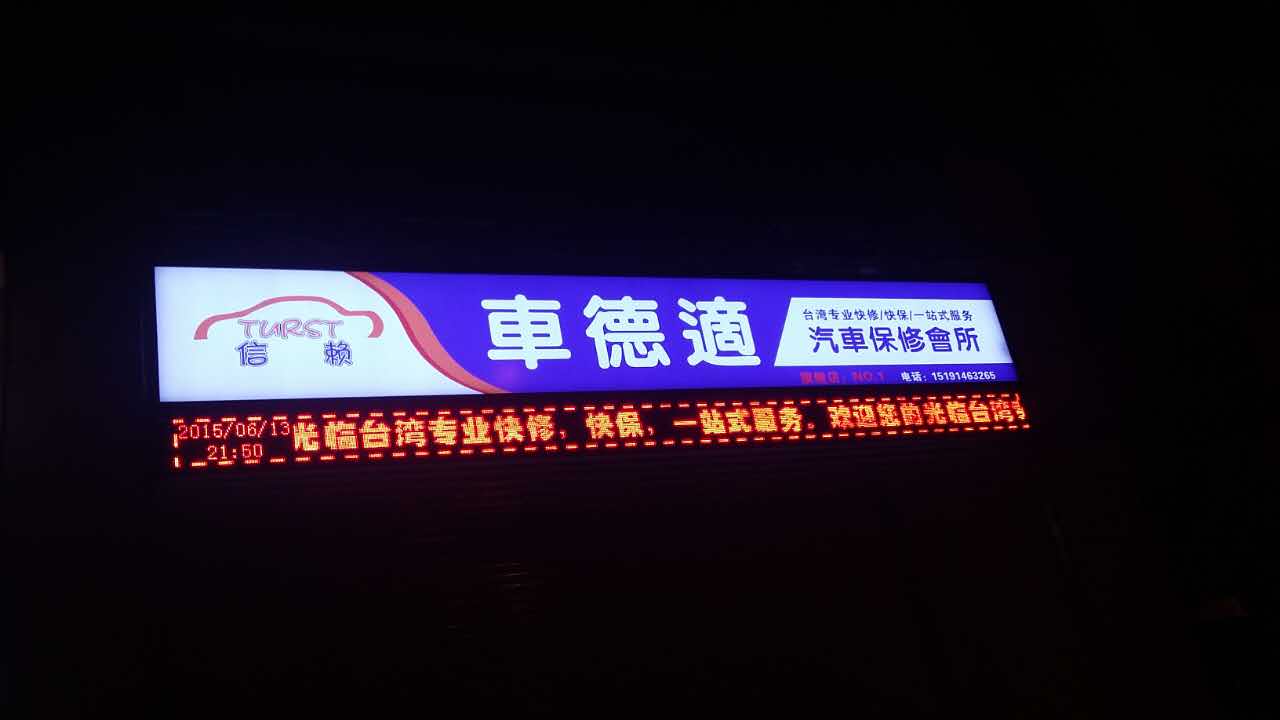 TURST
信 赖
車德適
台湾专业快修/快保/一站式服务
汽車保修會所
旗舰店：NO.1 电话：15191463265
2015/06/13
21:50
光临台湾专业快修，快保，一站式服务。欢迎您的光临台湾